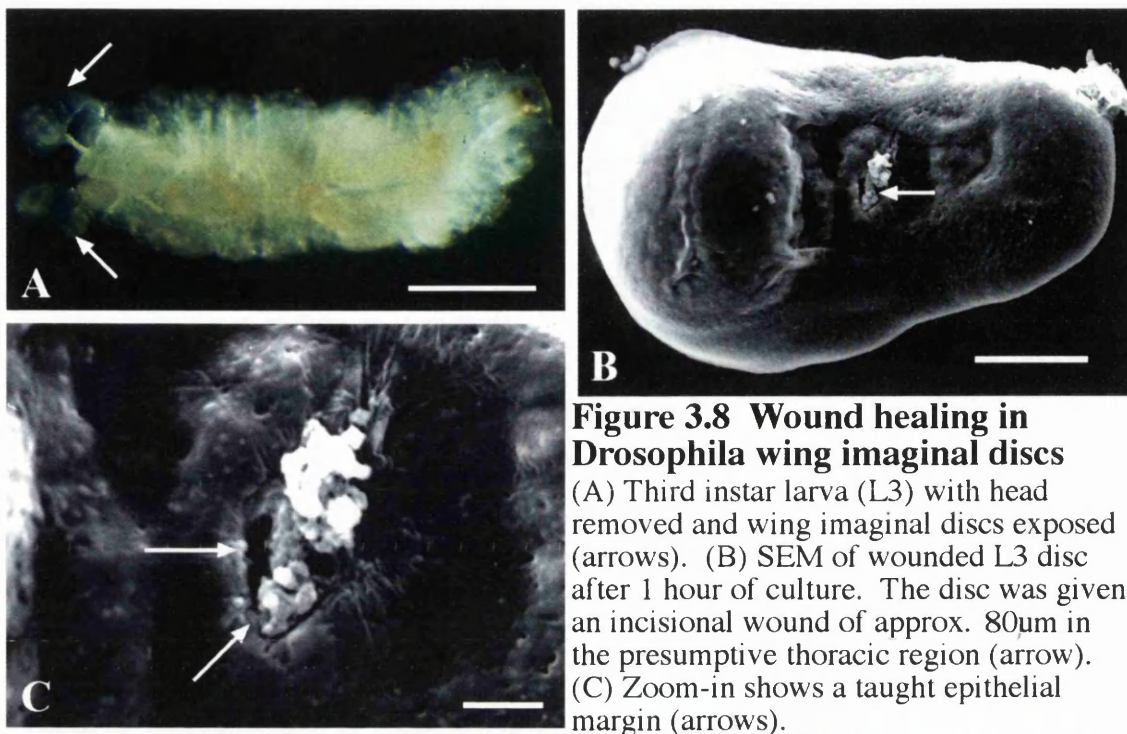 A
B
C
Figure 3.8 Wound healing in
Drosophila wing imaginal discs
(A) Third instar larva (L3) with head
removed and wing imaginal discs exposed
(arrows). (B) SEM of wounded L3 disc
after 1 hour of culture. The disc was given
an incisional wound of approx. 80µm in
the presumptive thoracic region (arrow).
(C) Zoom-in shows a taught epithelial
margin (arrows).